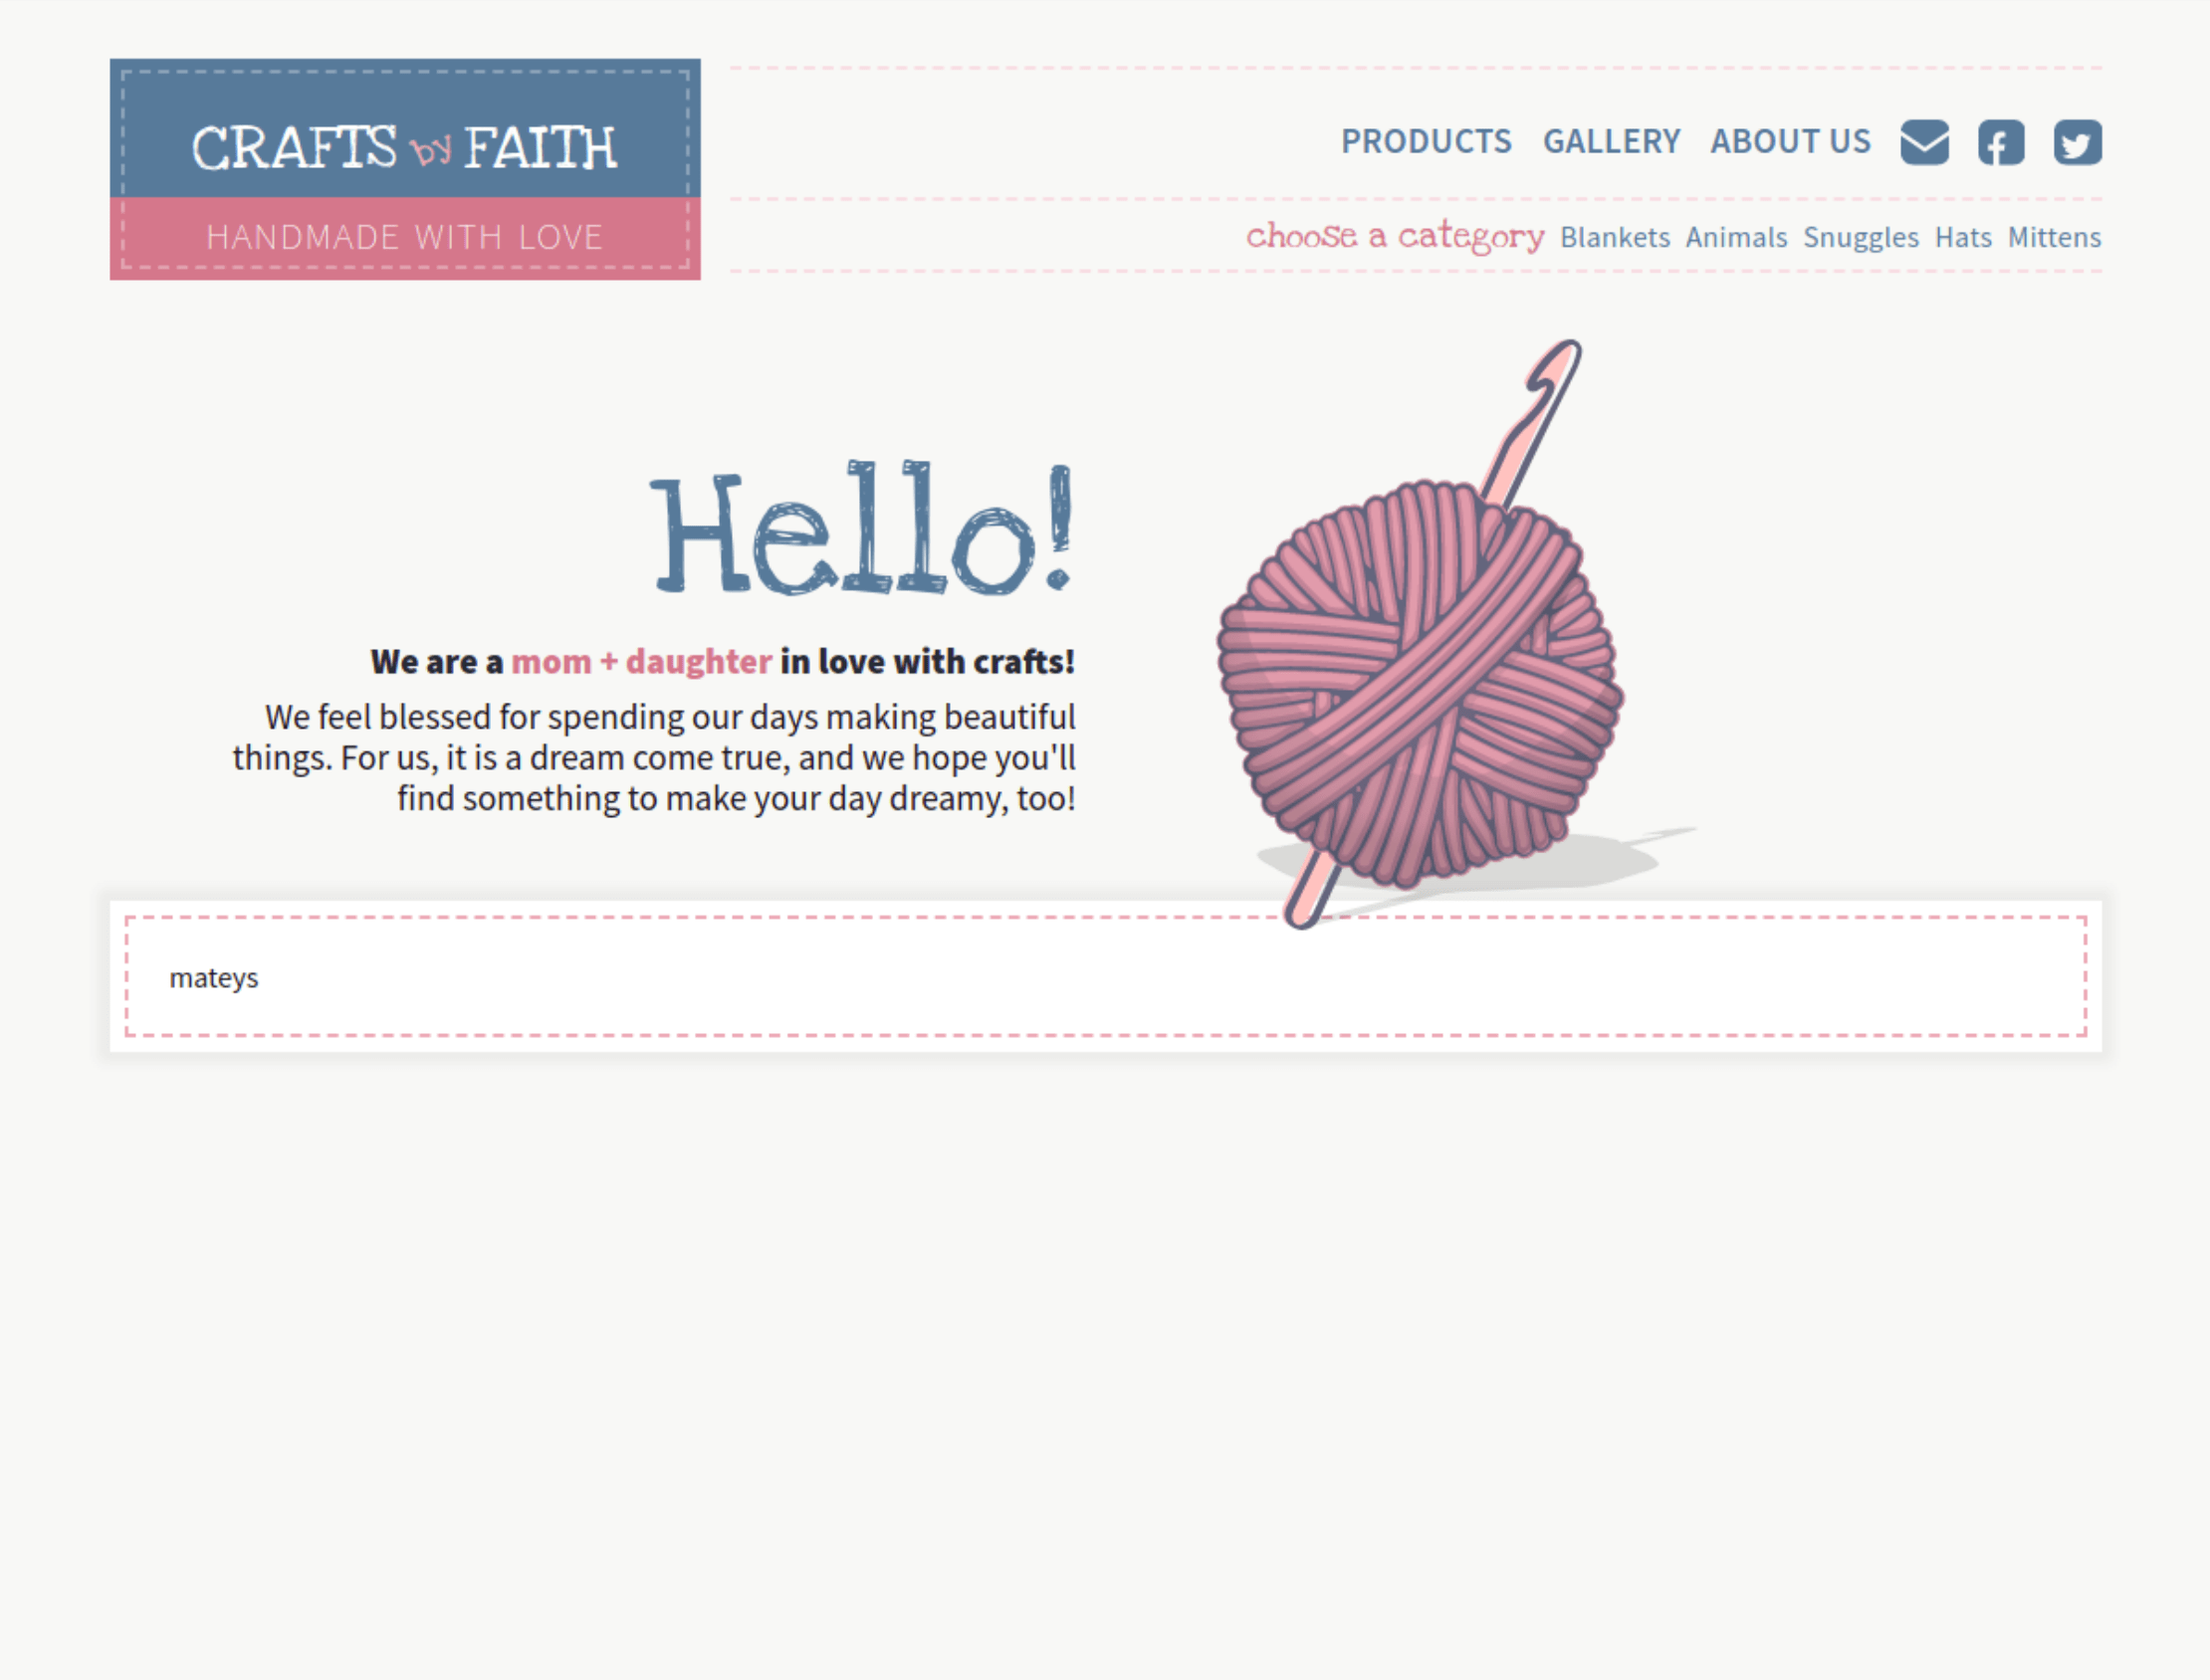 CRAFTS by FAITH
HANDMADE WITH LOVE
PRODUCTS GALLERY ABOUT US
choose a category Blankets Animals Snuggles Hats Mittens
Hello!
We are a mom + daughter in love with crafts!
We feel blessed for spending our days making beautiful
things. For us, it is a dream come true, and we hope you'll
find something to make your day dreamy, too!
mateys